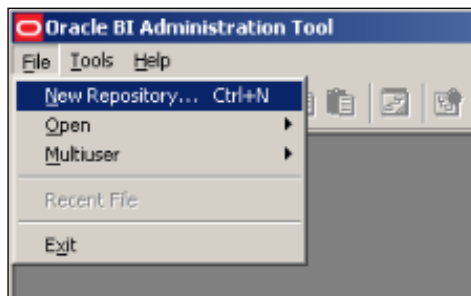 Oracle BI Administration Tool
File Tools Help
New Repository... Ctrl+N
Open
Multiuser
Recent File
Exit